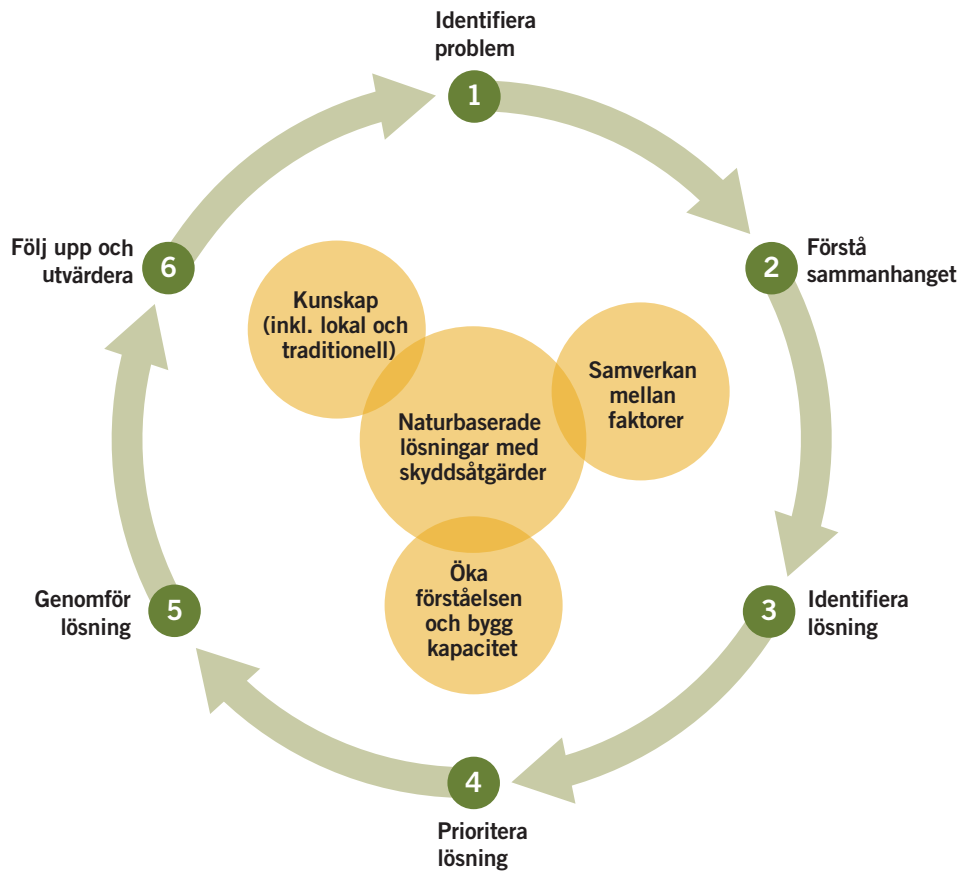 Identifiera
problem
1
2
Förstå
sammanhanget
3
Identifiera
lösning
4
Prioritera
lösning
5
Genomför
lösning
6
Följ upp och
utvärdera
Kunskap
(inkl. lokal och
traditionell)
Samverkan
mellan
faktorer
Naturbaserade
lösningar med
skyddsåtgärder
Öka
förståelsen
och bygg
kapacitet